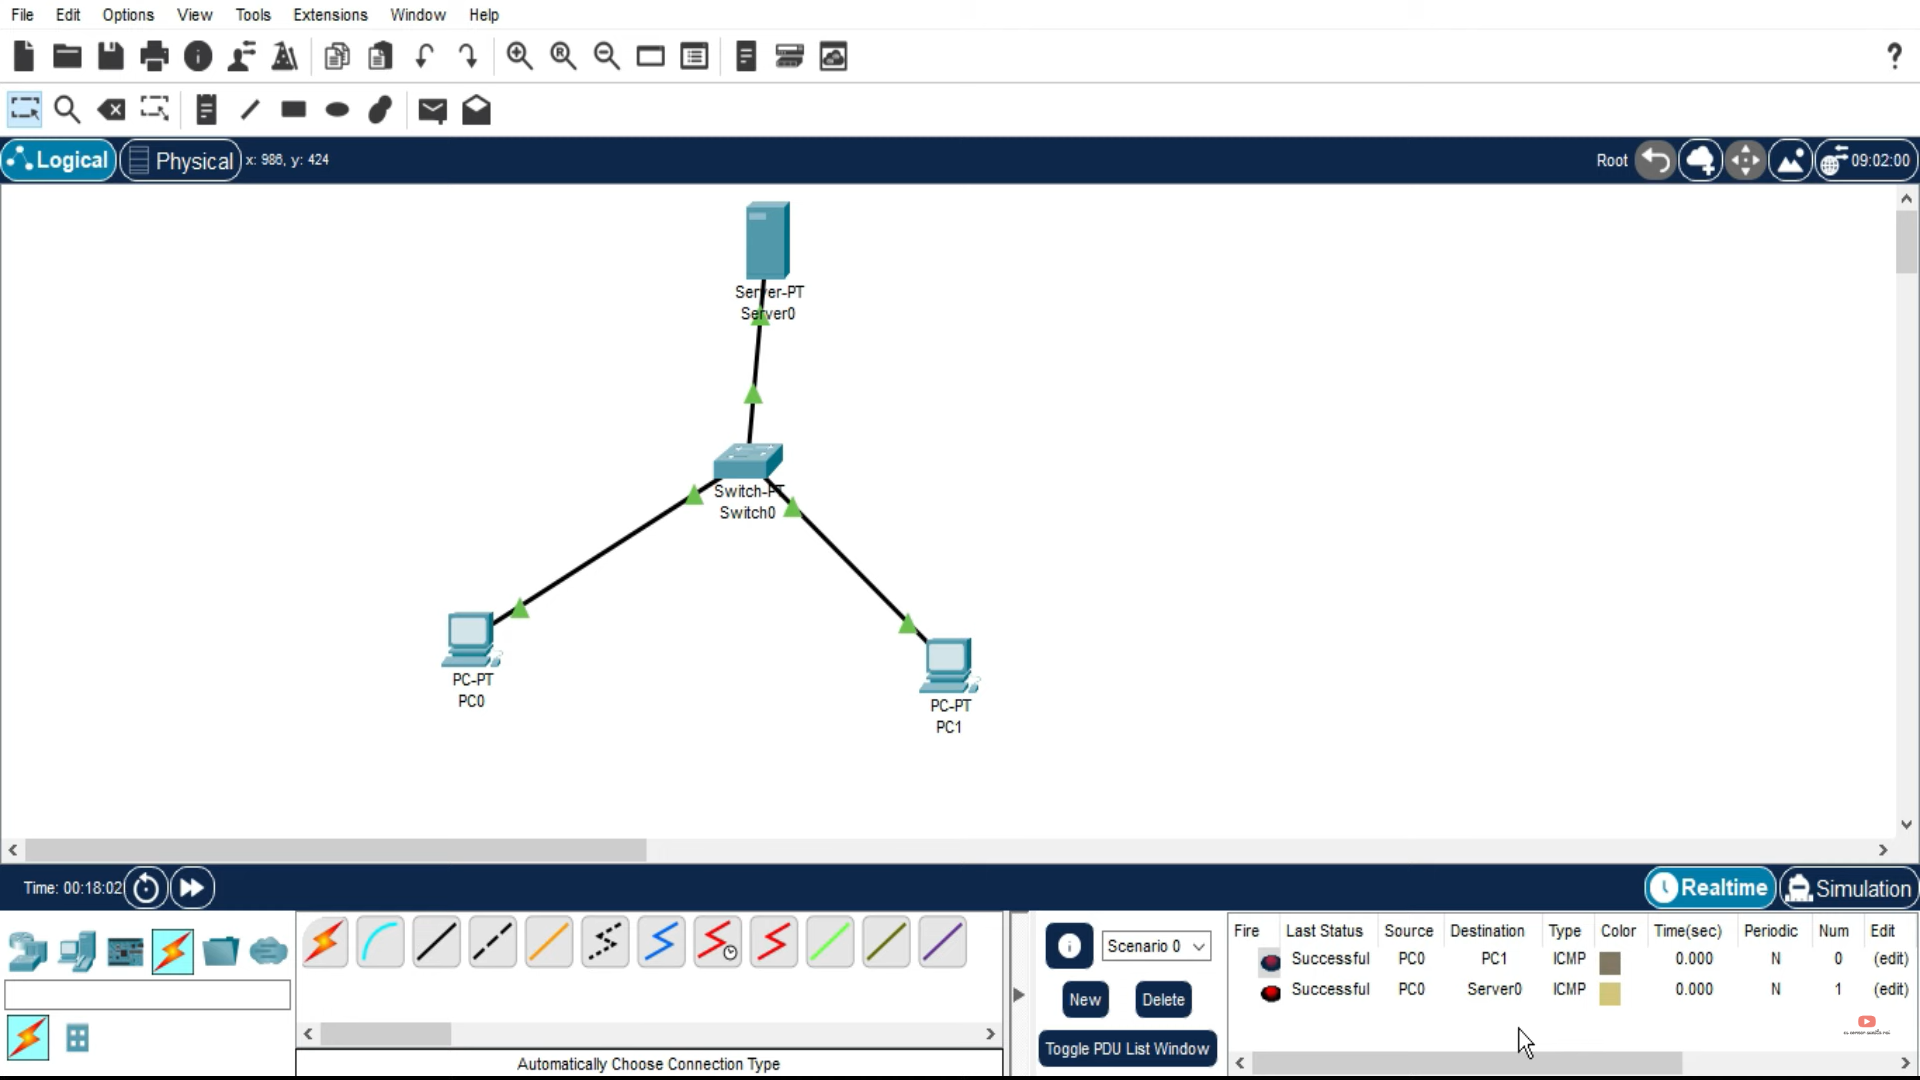 File Edit Options View Tools Extensions Window Help
?
Logical Physical x: 986, y: 424 Root 09:02:00
Server-PT
Server0
Switch-PT
Switch0
PC-PT
PC0
PC-PT
PC1
Time: 00:18:02 Realtime Simulation
Scenario 0
New Delete
Toggle PDU List Window
Fire Last Status Source Destination Type Color Time(sec) Periodic Num Edit
Successful PC0 PC1 ICMP 0.000 N 0 (edit)
Successful PC0 Server0 ICMP 0.000 N 1 (edit)
Automatically Choose Connection Type